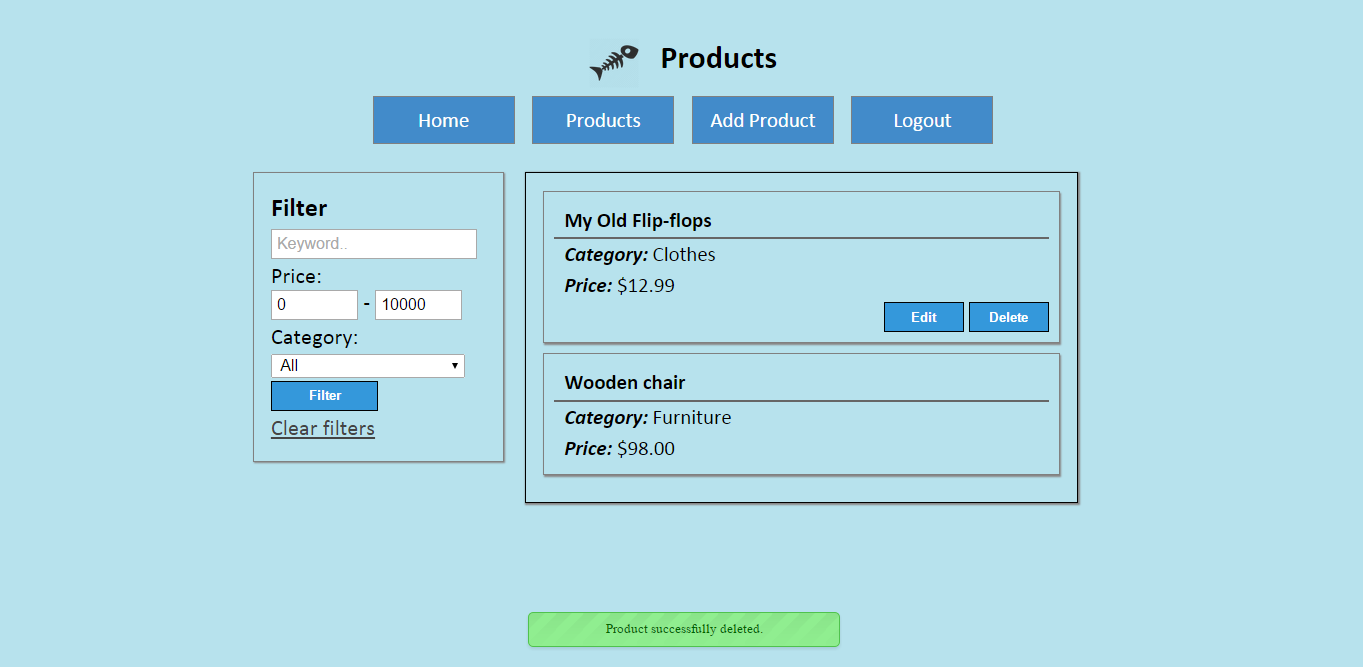 Products
Home Products Add Product Logout
Filter
Keyword..
Price:
0 - 10000
Category:
All
Filter
Clear filters
My Old Flip-flops
Category: Clothes
Price: $12.99
Edit Delete
Wooden chair
Category: Furniture
Price: $98.00
Product successfully deleted.